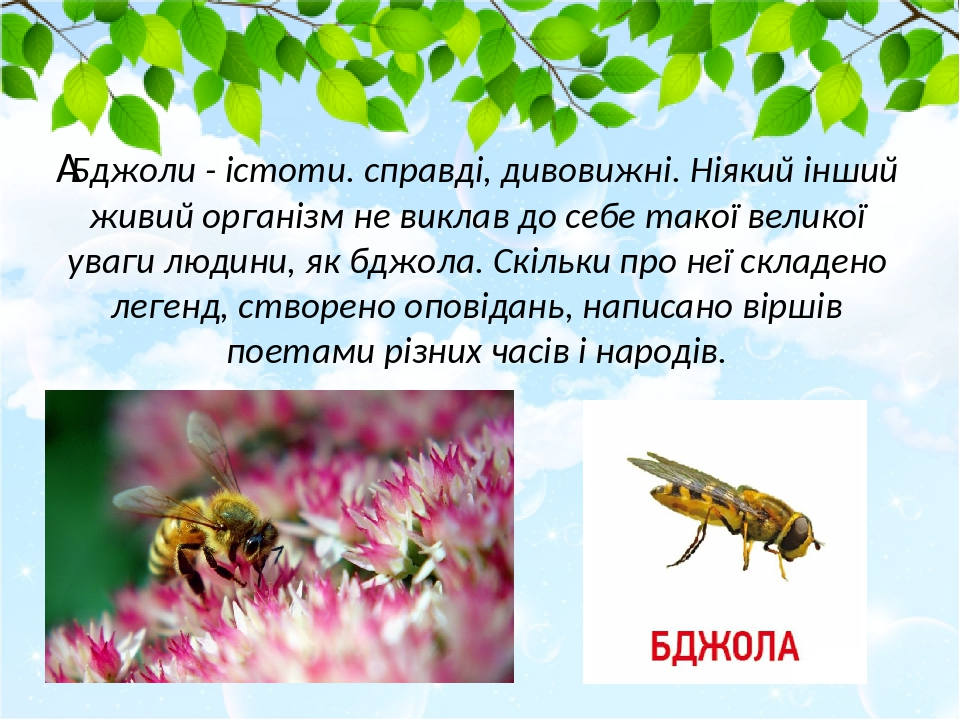 Бджоли - істоти. справді, дивовижні. Ніякий інший
живий організм не виклав до себе такої великої
уваги людини, як бджола. Скільки про неї складено
легенд, створено оповідань, написано віршів
поетами різних часів і народів.
БДЖОЛА